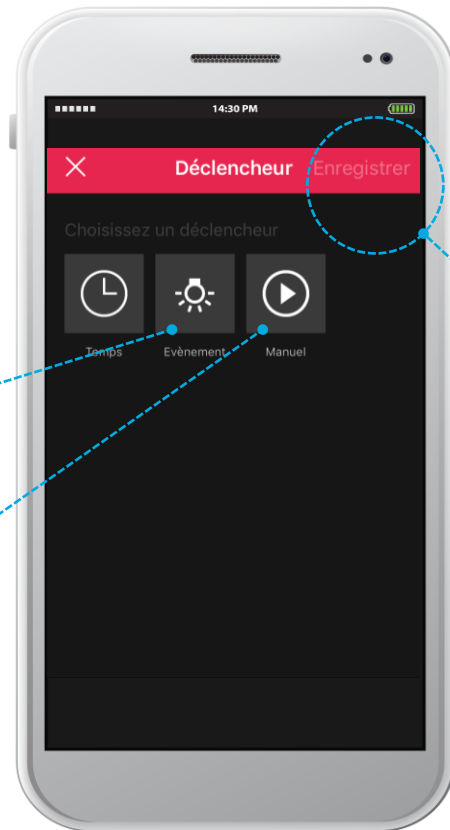 14:30 PM
Déclencheur Enregistrer
Choisissez un déclencheur
Temps Evènement Manuel